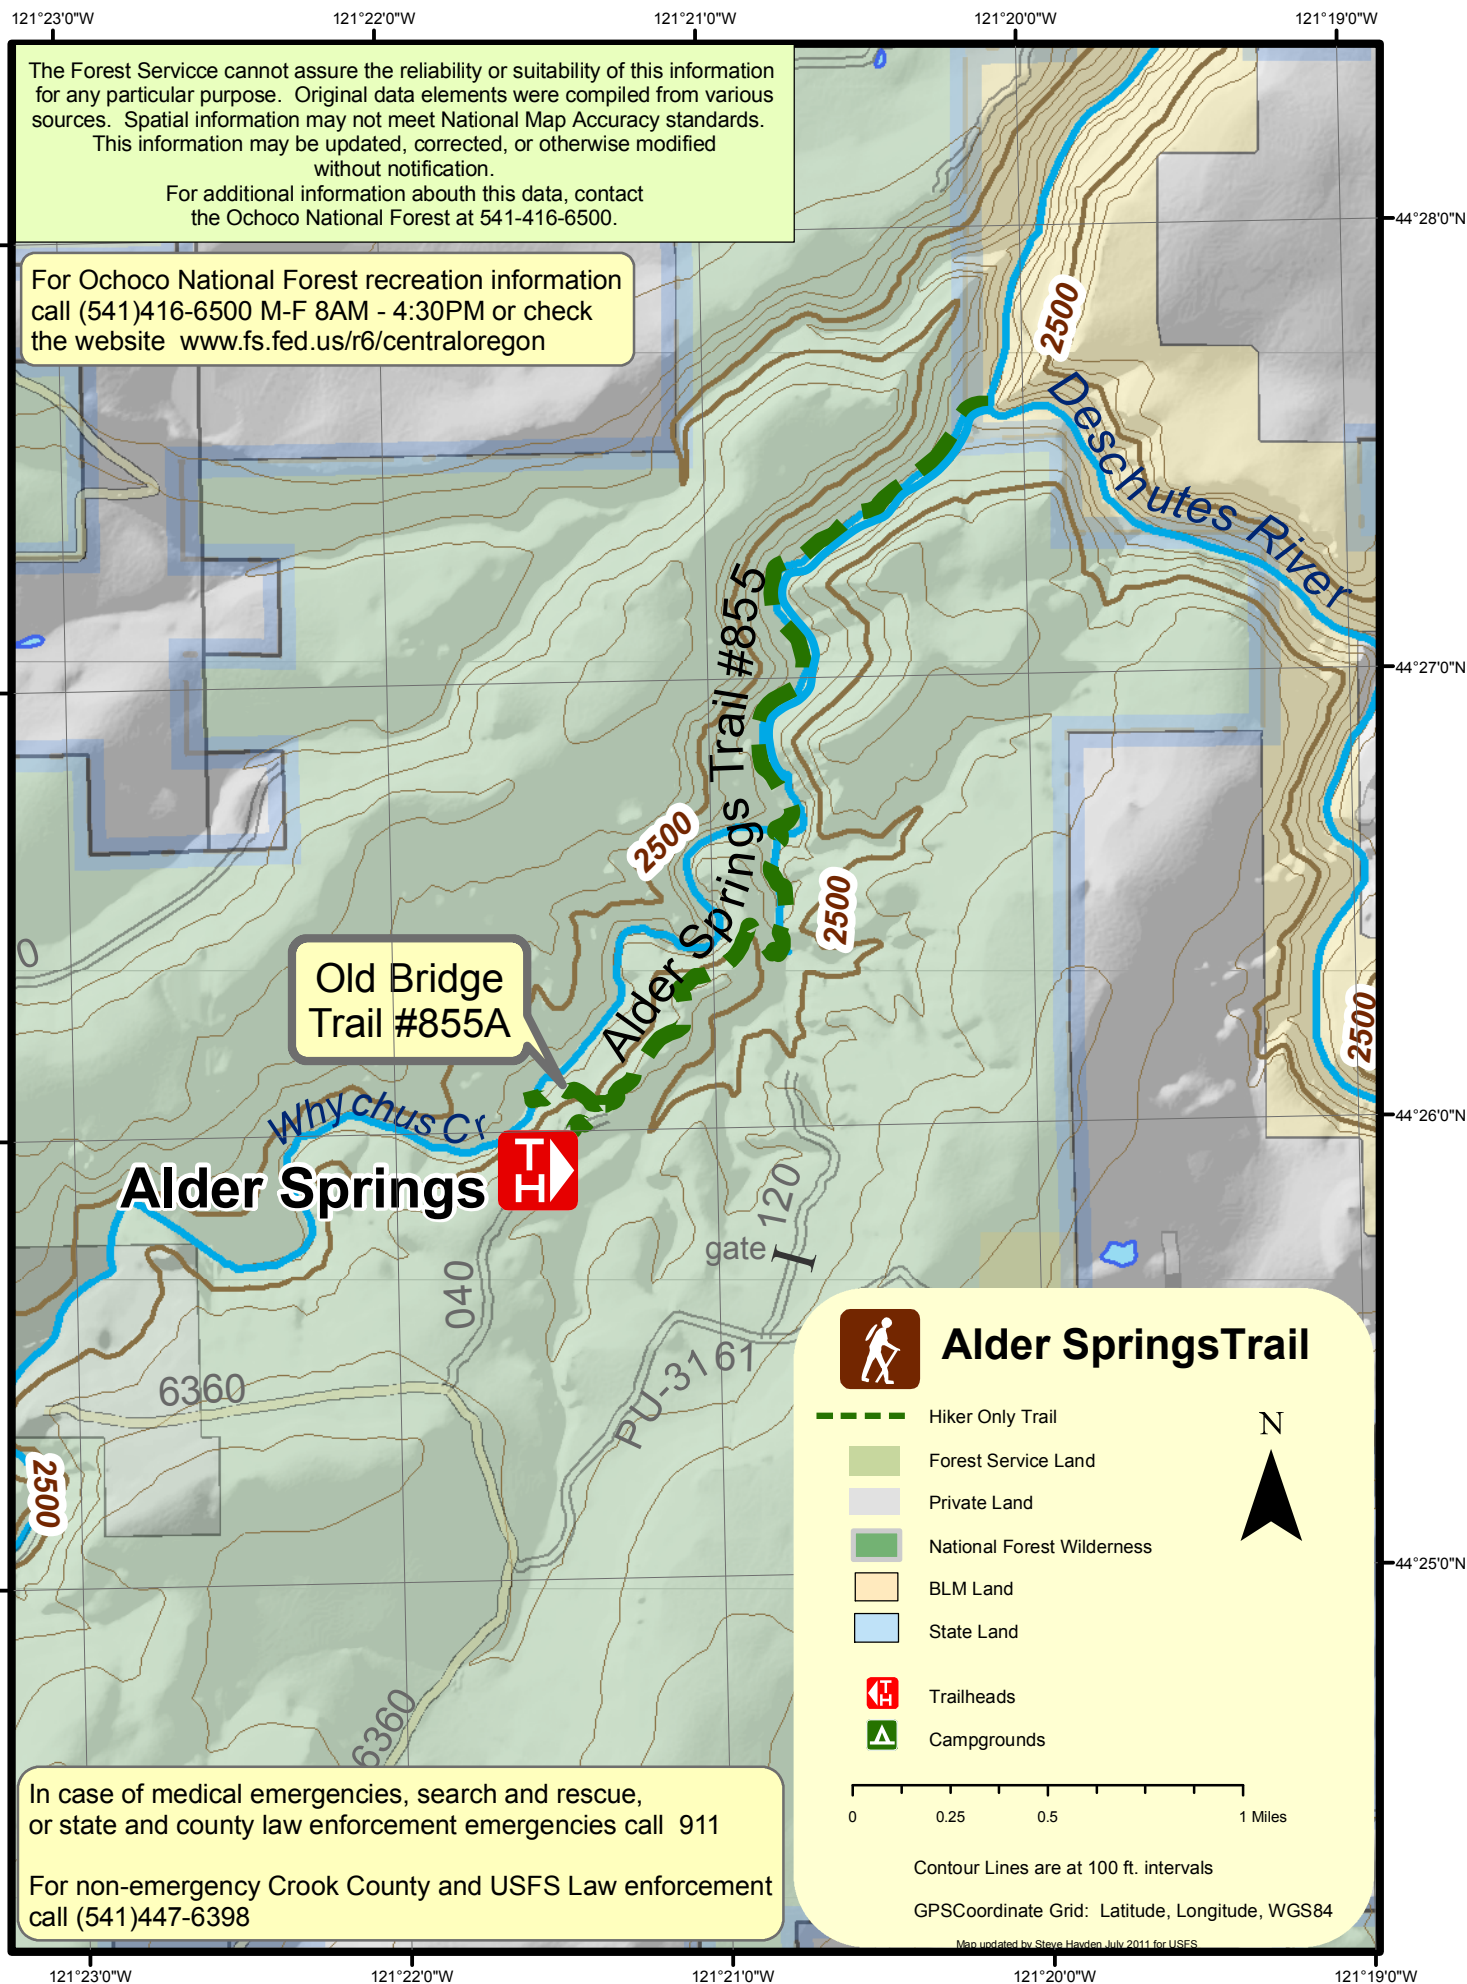 121°23'0"W
121°22'0"W
121°21'0"W
121°20'0"W
121°19'0"W
The Forest Servicce cannot assure the reliability or suitability of this information
for any particular purpose. Original data elements were compiled from various
sources. Spatial information may not meet National Map Accuracy standards.
This information may be updated, corrected, or otherwise modified
without notification.
For additional information abouth this data, contact
the Ochoco National Forest at 541-416-6500.
44°28'0"N
For Ochoco National Forest recreation information
call (541)416-6500 M-F 8AM - 4:30PM or check
the website www.fs.fed.us/r6/centraloregon
2500
Deschutes River
44°27'0"N
Alder Springs Trail #855
2500
2500
0
Old Bridge
Trail #855A
2500
44°26'0"N
Whychus Cr
TH
Alder Springs
120
gate
040
PU-3161
6360
2500
6360
Alder SpringsTrail
Hiker Only Trail
N
Forest Service Land
Private Land
National Forest Wilderness
44°25'0"N
BLM Land
State Land
TH
Trailheads
Campgrounds
0 0.25 0.5 1 Miles
Contour Lines are at 100 ft. intervals
GPSCoordinate Grid: Latitude, Longitude, WGS84
Map updated by Steve Hayden July 2011 for USFS
In case of medical emergencies, search and rescue,
or state and county law enforcement emergencies call 911
For non-emergency Crook County and USFS Law enforcement
call (541)447-6398
121°23'0"W
121°22'0"W
121°21'0"W
121°20'0"W
121°19'0"W